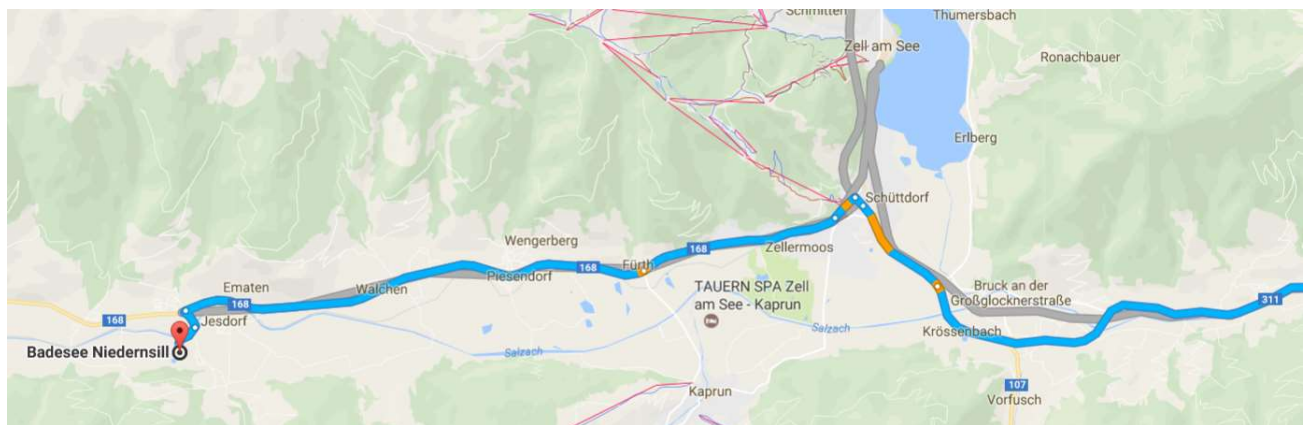 Schmitten
Thumersbach
Zell am See
Ronachbauer
Erlberg
Schüttdorf
Wengerberg
168
Zellermoos
Fürth
168
Piesendorf
Ematen
Walchen
168
TAUERN SPA Zell
am See - Kaprun
Bruck an der
Großglocknerstraße
311
168
Jesdorf
Salzach
Krössenbach
Badesee Niedernsill
Salzach
107
Kaprun
Vorfusch